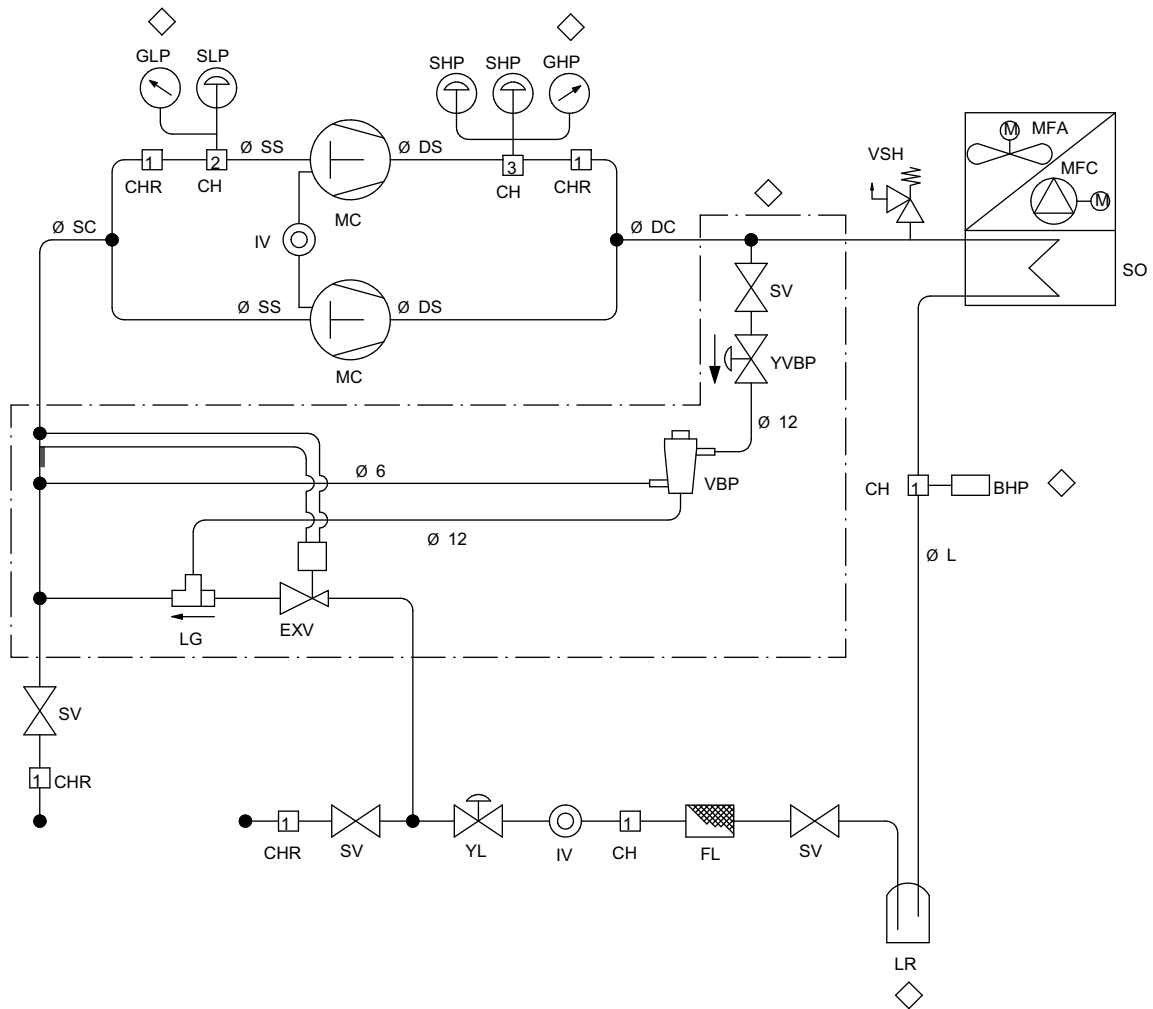 GLP SLP
SHP SHP GHP
1 2 Ø SS Ø DS 3 1
CHR CH CH CHR
MC
VSH
M MFA
MFC
M
Ø SC IV Ø DC
SO
Ø SS Ø DS
MC
SV
YVBP
Ø 12
Ø 6 VBP
CH 1 BHP
Ø 12
Ø L
LG EXV
SV
1 CHR
1 1
CHR SV YL IV CH FL SV
LR